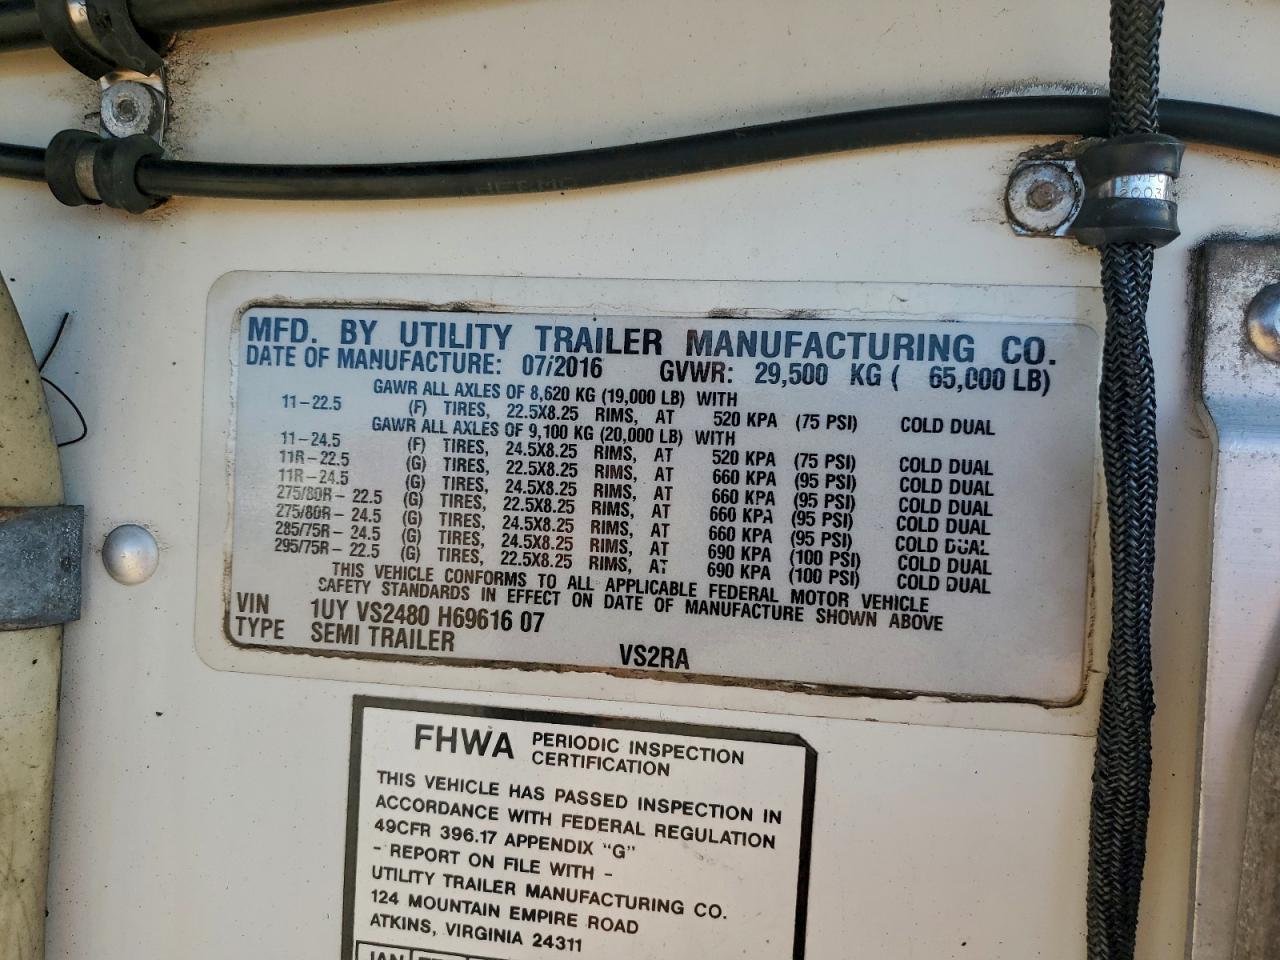 MFD. BY UTILITY TRAILER MANUFACTURING CO.
DATE OF MANUFACTURE: 07/2016 GVWR: 29,500 KG ( 65,000 LB)
GAWR ALL AXLES OF 8,620 KG (19,000 LB) WITH
11-22.5 (F) TIRES, 22.5X8.25 RIMS, AT 520 KPA (75 PSI) COLD DUAL
GAWR ALL AXLES OF 9,100 KG (20,000 LB) WITH
11-24.5 (F) TIRES, 24.5X8.25 RIMS, AT 520 KPA (75 PSI) COLD DUAL
11R-22.5 (G) TIRES, 22.5X8.25 RIMS, AT 660 KPA (95 PSI) COLD DUAL
11R-24.5 (G) TIRES, 24.5X8.25 RIMS, AT 660 KPA (95 PSI) COLD DUAL
275/80R- 22.5 (G) TIRES, 22.5X8.25 RIMS, AT 660 KPA (95 PSI) COLD DUAL
275/80R- 24.5 (G) TIRES, 24.5X8.25 RIMS, AT 660 KPA (95 PSI) COLD DUAL
285/75R- 24.5 (G) TIRES, 24.5X8.25 RIMS, AT 690 KPA (100 PSI) COLD DUAL
295/75R- 22.5 (G) TIRES, 22.5X8.25 RIMS, AT 690 KPA (100 PSI) COLD DUAL
THIS VEHICLE CONFORMS TO ALL APPLICABLE FEDERAL MOTOR VEHICLE
SAFETY STANDARDS IN EFFECT ON DATE OF MANUFACTURE SHOWN ABOVE
VIN 1UY VS2480 H69616 07
TYPE SEMI TRAILER VS2RA
FHWA PERIODIC INSPECTION
CERTIFICATION
THIS VEHICLE HAS PASSED INSPECTION IN
ACCORDANCE WITH FEDERAL REGULATION
49CFR 396.17 APPENDIX "G"
- REPORT ON FILE WITH -
UTILITY TRAILER MANUFACTURING CO.
124 MOUNTAIN EMPIRE ROAD
ATKINS, VIRGINIA 24311
JAN